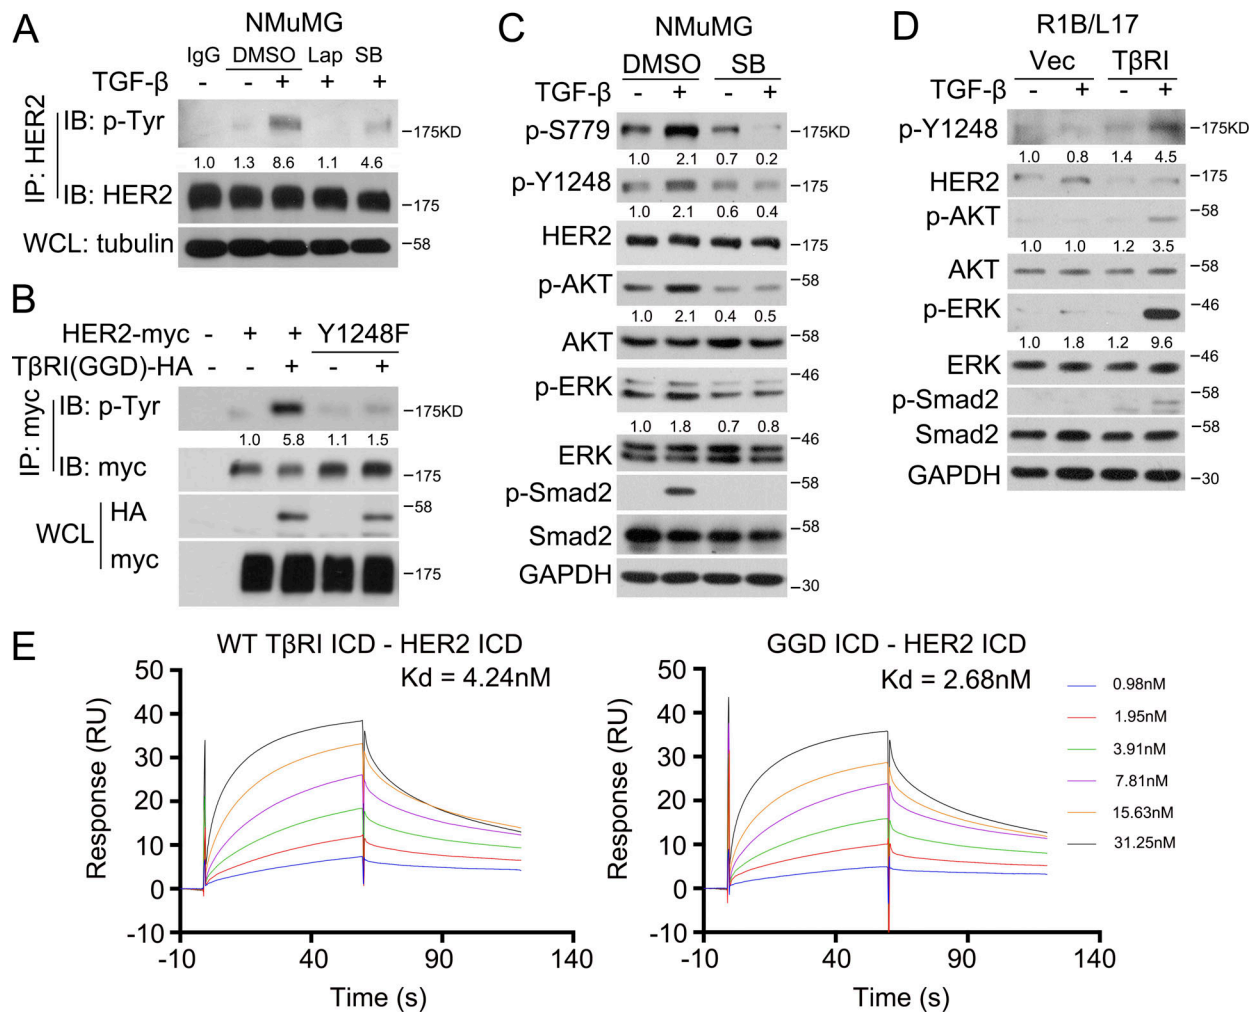 A
NMuMG
IgG DMSO Lap SB
TGF-β - - + + +
IP: HER2
IB: p-Tyr
-175KD
1.0 1.3 8.6 1.1 4.6
IB: HER2
-175
WCL: tubulin
-58
B
HER2-myc - + + Y1248F
TβRI(GGD)-HA - - + - +
IP: myc
IB: p-Tyr
-175KD
1.0 5.8 1.1 1.5
IB: myc
-175
WCL
HA
-58
myc
-175
C
NMuMG
DMSO SB
TGF-β - + - +
p-S779
-175KD
1.0 2.1 0.7 0.2
p-Y1248
-175
1.0 2.1 0.6 0.4
HER2
-175
p-AKT
-58
1.0 2.1 0.4 0.5
AKT
-58
p-ERK
-46
1.0 1.8 0.7 0.8
ERK
-46
p-Smad2
-58
Smad2
-58
GAPDH
-30
D
R1B/L17
Vec TβRI
TGF-β - + - +
p-Y1248
-175KD
1.0 0.8 1.4 4.5
HER2
-175
p-AKT
-58
1.0 1.0 1.2 3.5
AKT
-58
p-ERK
-46
1.0 1.8 1.2 9.6
ERK
-46
p-Smad2
-58
Smad2
-58
GAPDH
-30
E
WT TβRI ICD - HER2 ICD
Kd = 4.24nM
Response (RU)
50
40
30
20
10
0
-10
-10 40 90 140
Time (s)
GGD ICD - HER2 ICD
Kd = 2.68nM
Response (RU)
50
40
30
20
10
0
-10
-10 40 90 140
Time (s)
0.98nM
1.95nM
3.91nM
7.81nM
15.63nM
31.25nM